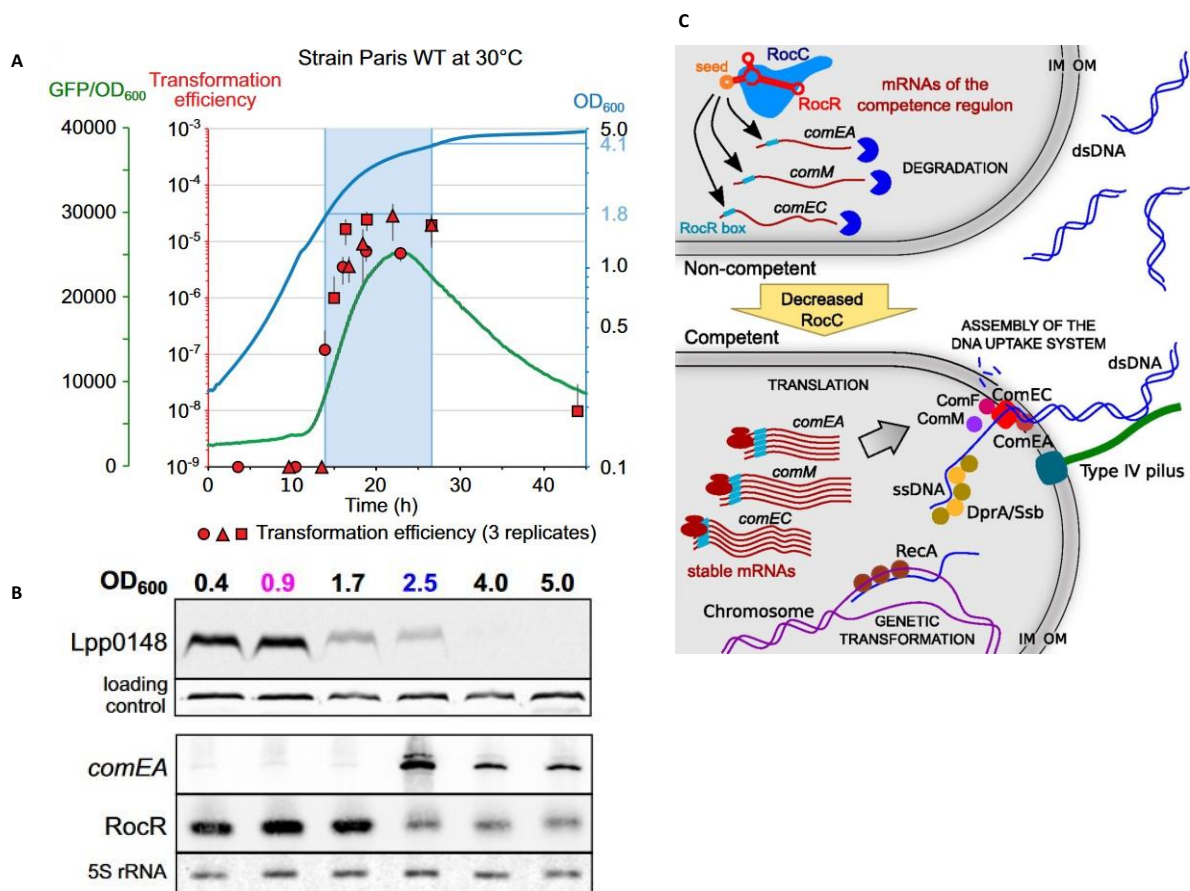 A
Strain Paris WT at 30°C
GFP/OD600
Transformation
efficiency
OD600
40000
30000
20000
10000
0
10-3
10-4
10-5
10-6
10-7
10-8
10-9
5.0
4.1
1.8
1.0
0.5
0.1
0
10
20
30
40
Time (h)
Transformation efficiency (3 replicates)
B
OD600
0.4
0.9
1.7
2.5
4.0
5.0
Lpp0148
loading
control
comEA
RocR
5S rRNA
C
RocC
seed
RocR
mRNAs of the
competence regulon
IM OM
comEA
comM
comEC
DEGRADATION
RocR box
dsDNA
Non-competent
Decreased
RocC
Competent
ASSEMBLY OF THE
DNA UPTAKE SYSTEM
dsDNA
TRANSLATION
ComF
ComEC
ComM
ComEA
comEA
comM
comEC
stable mRNAs
ssDNA
DprA/Ssb
Type IV pilus
RecA
Chromosome
GENETIC
TRANSFORMATION
IM OM